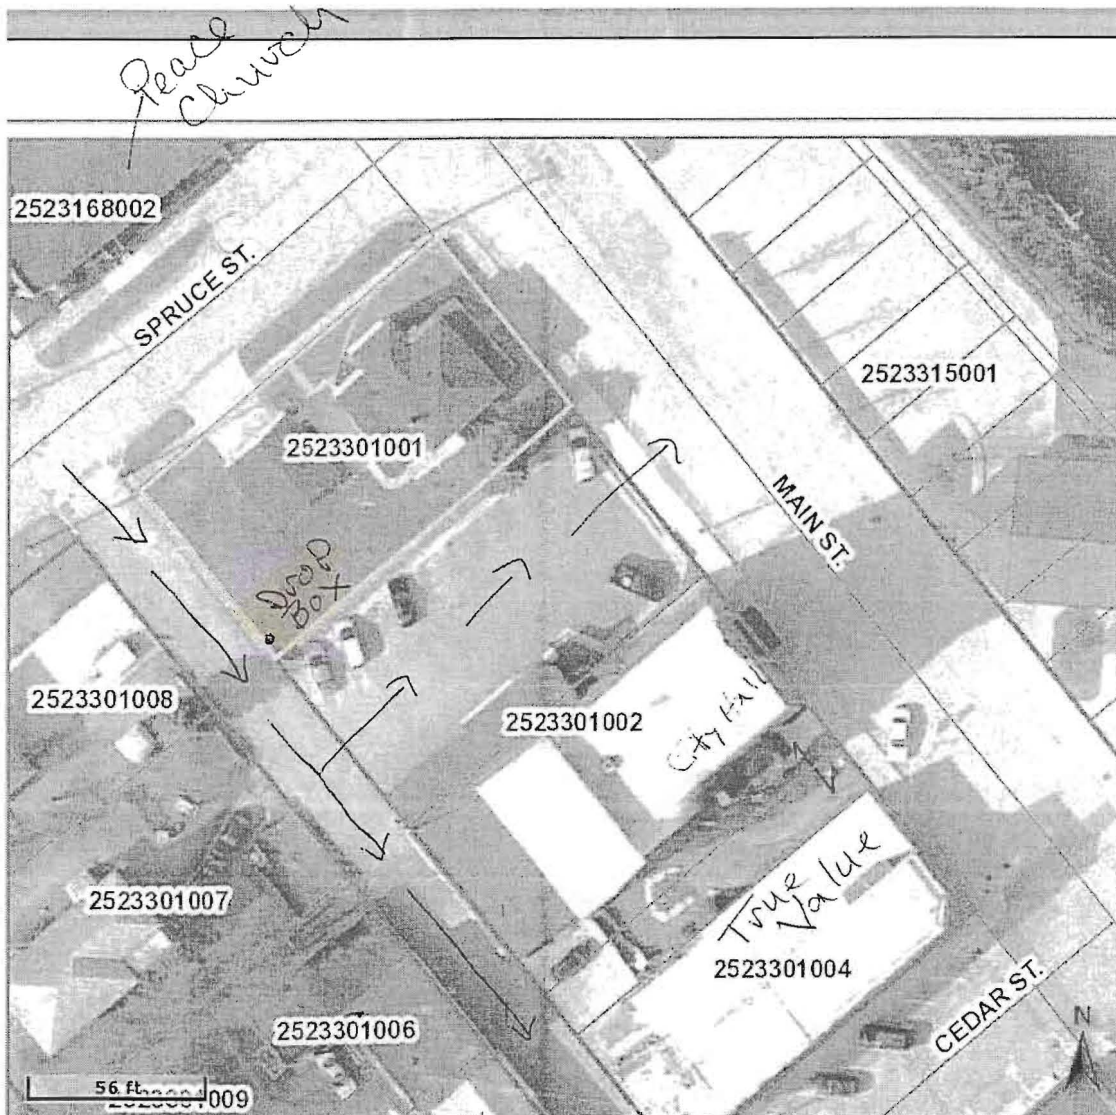 Peace
Church
2523168002
SPRUCE ST.
2523315001
2523301001
MAIN ST.
Drop
Box
2523301008
2523301002
City Hall
2523301007
True
Value
2523301004
CEDAR ST.
2523301006
N
56 ft